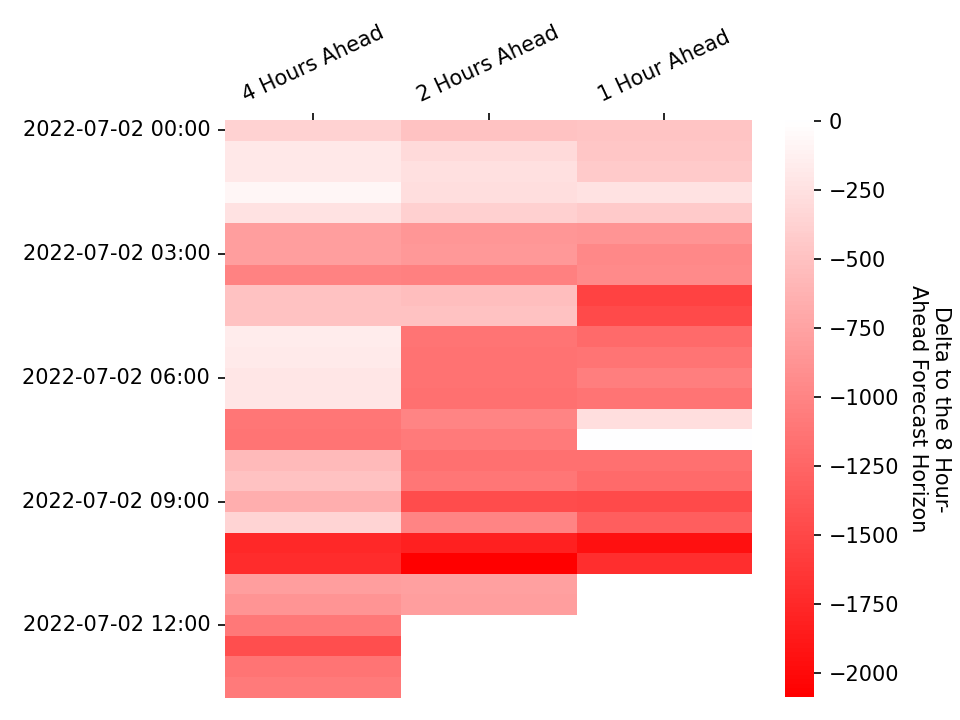 4 Hours Ahead
2 Hours Ahead
1 Hour Ahead
2022-07-02 00:00
2022-07-02 03:00
2022-07-02 06:00
2022-07-02 09:00
2022-07-02 12:00
0
−250
−500
−750
−1000
−1250
−1500
−1750
−2000
Delta to the 8 Hour-
Ahead Forecast Horizon